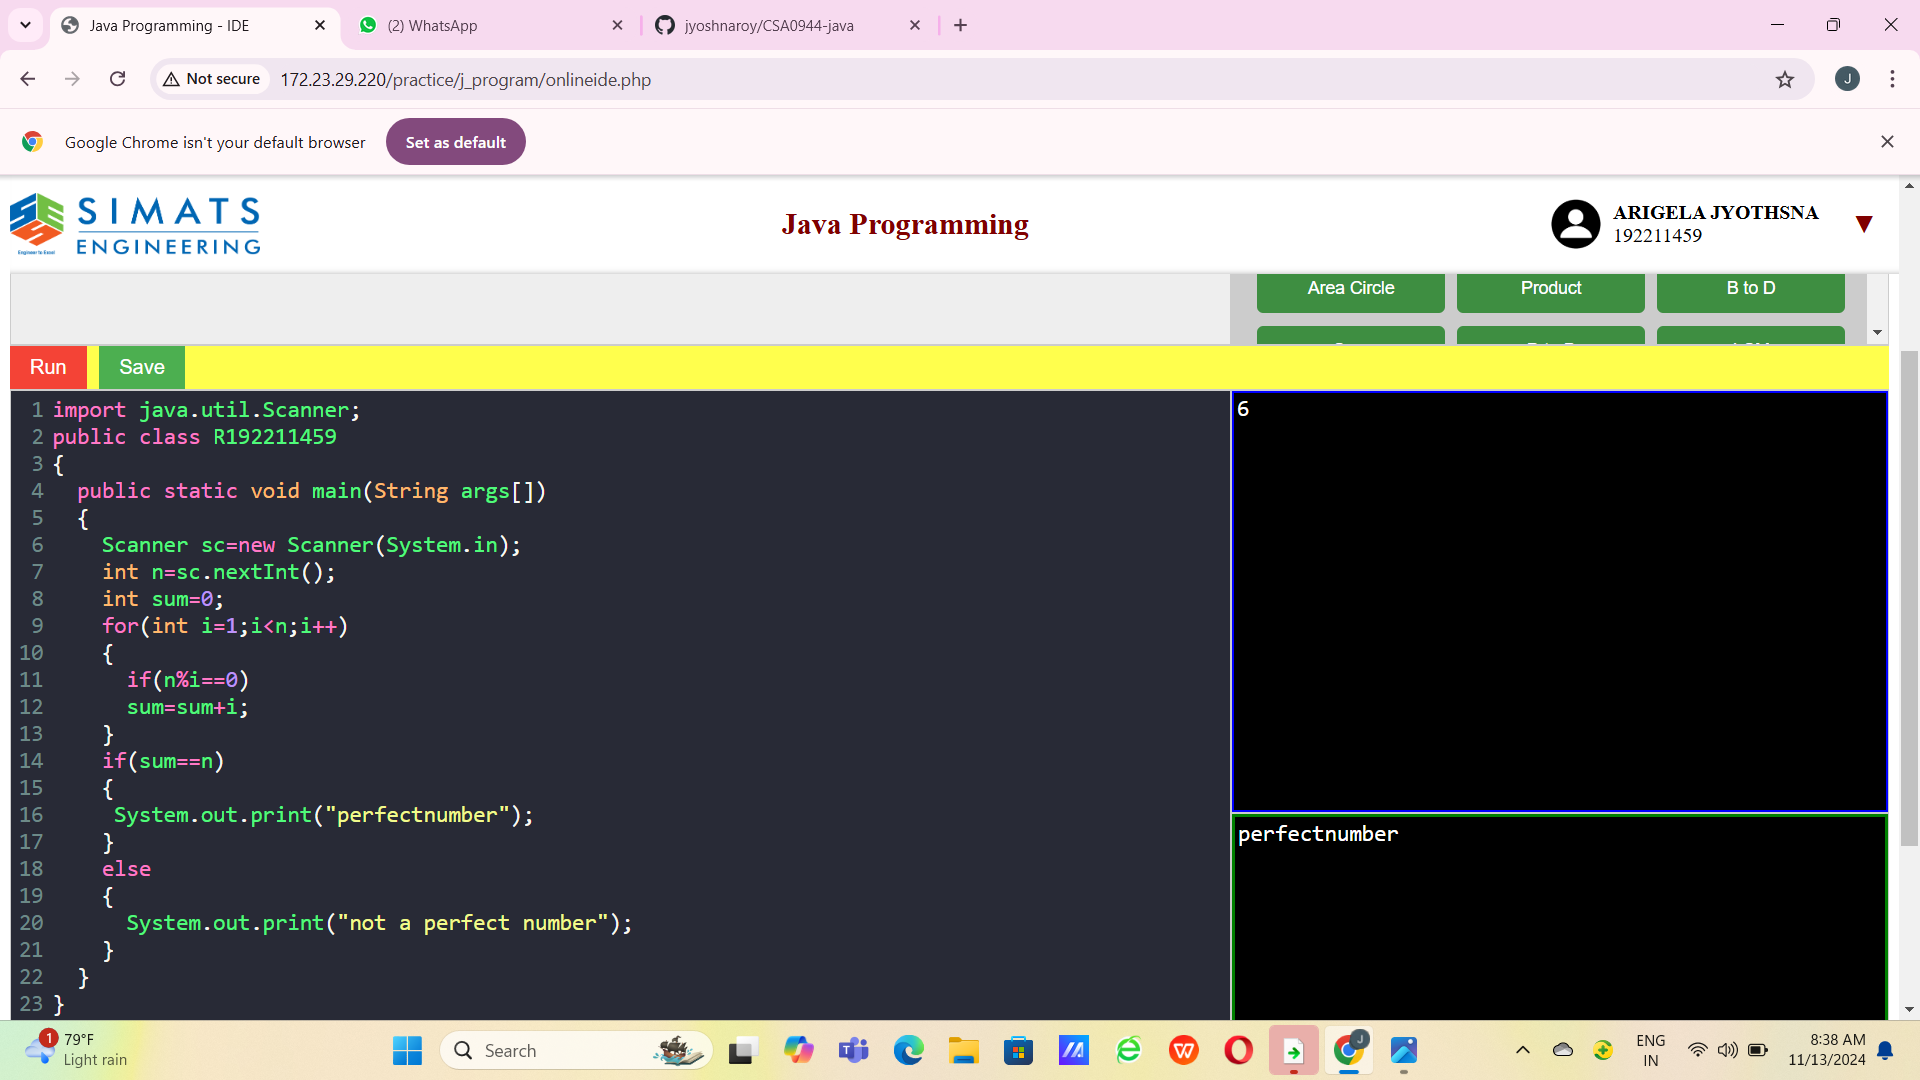 Java Programming - IDE
(2) WhatsApp
jyoshnaroy/CSA0944-java
Not secure
172.23.29.220/practice/j_program/onlineide.php
J
Google Chrome isn't your default browser
Set as default
SIMATS
ENGINEERING
Engineer to Excel
Java Programming
ARIGELA JYOTHSNA
192211459
Area Circle
Product
B to D
Run
Save
1 import java.util.Scanner;
2 public class R192211459
3 {
4   public static void main(String args[])
5   {
6     Scanner sc=new Scanner(System.in);
7     int n=sc.nextInt();
8     int sum=0;
9     for(int i=1;i<n;i++)
10     {
11       if(n%i==0)
12       sum=sum+i;
13     }
14     if(sum==n)
15     {
16      System.out.print("perfectnumber");
17     }
18     else
19     {
20       System.out.print("not a perfect number");
21     }
22   }
23 }
6
perfectnumber
1
79°F
Light rain
Search
J
ENG
IN
8:38 AM
11/13/2024